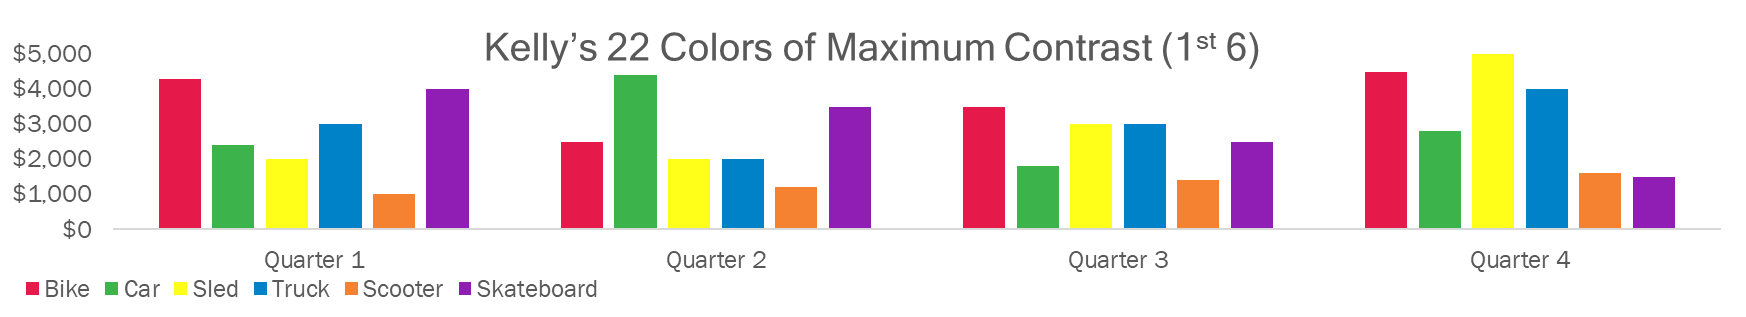 Kelly’s 22 Colors of Maximum Contrast (1st 6)
$5,000
$4,000
$3,000
$2,000
$1,000
$0
Quarter 1 Quarter 2 Quarter 3 Quarter 4
Bike Car Sled Truck Scooter Skateboard